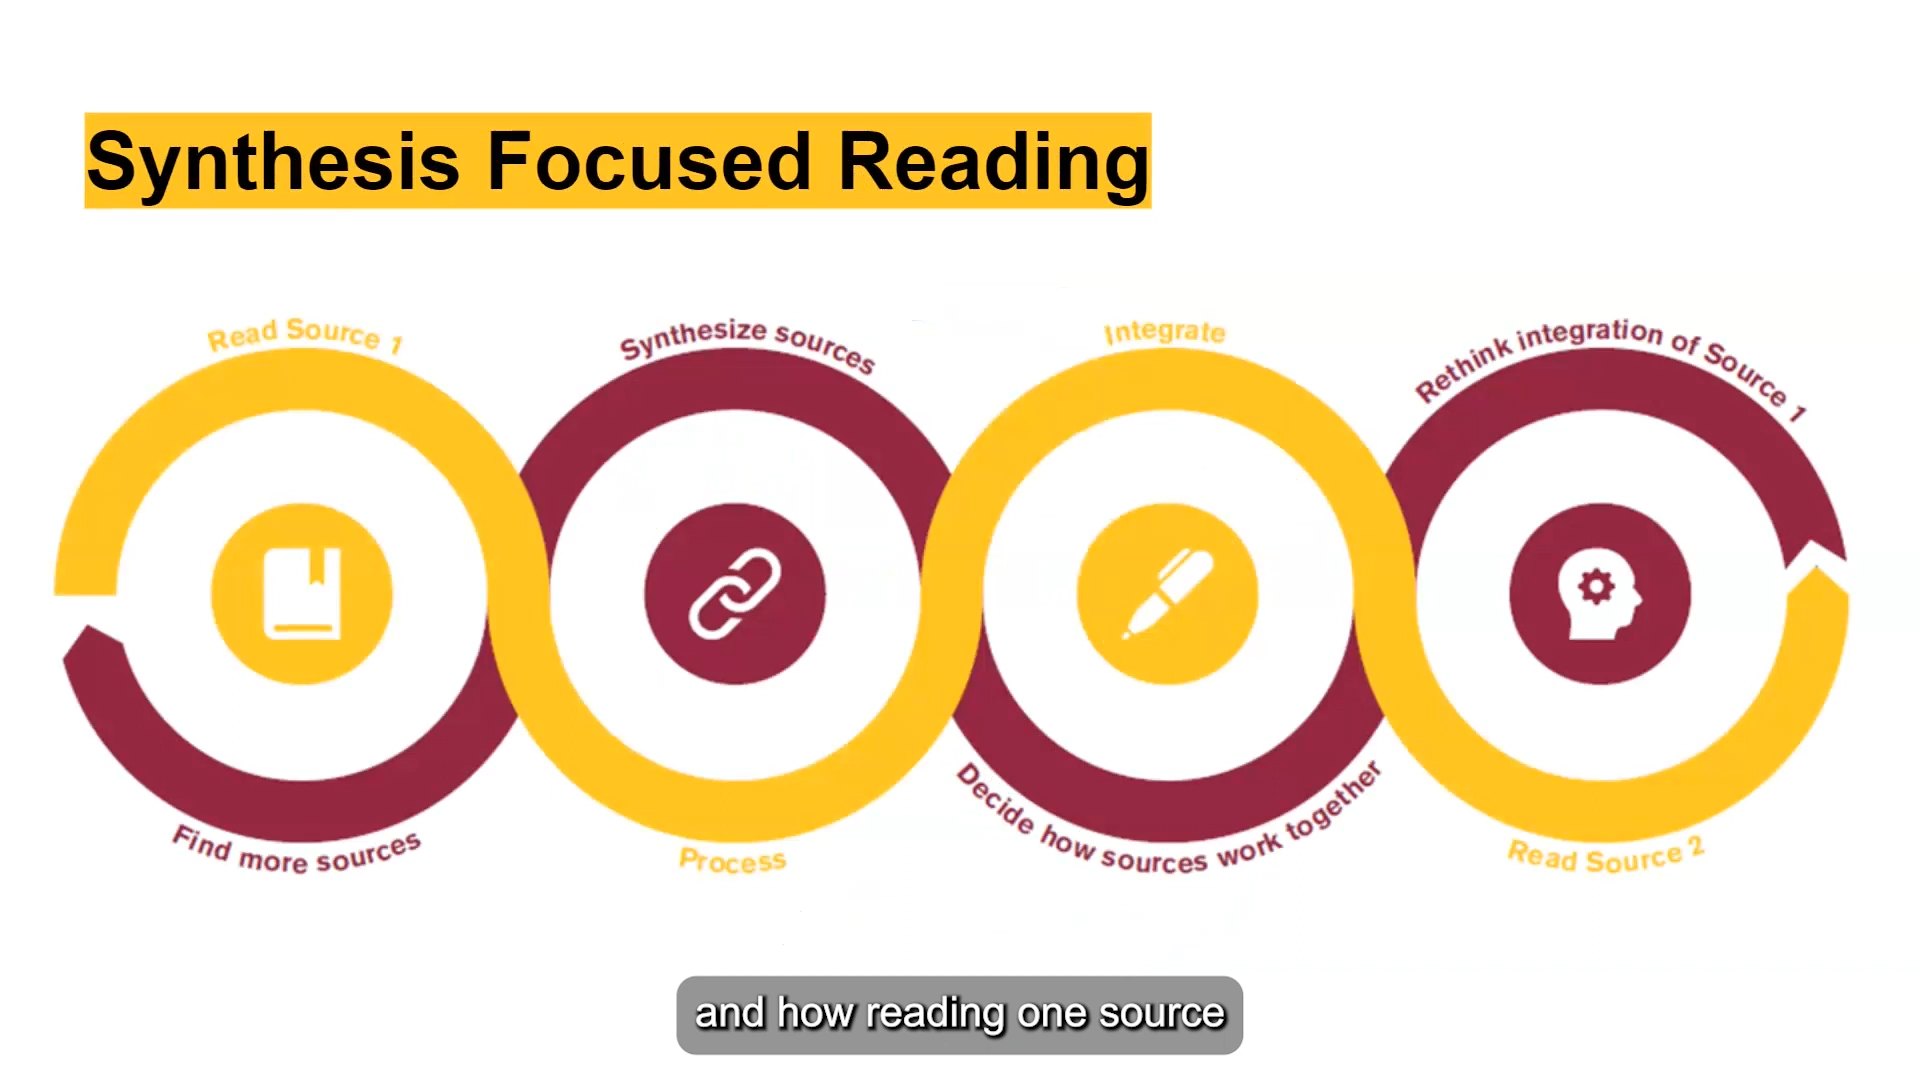 Synthesis Focused Reading
Read Source 1
Synthesize sources
Integrate
Rethink integration of Source 1
Find more sources
Process
Decide how sources work together
Read Source 2
and how reading one source